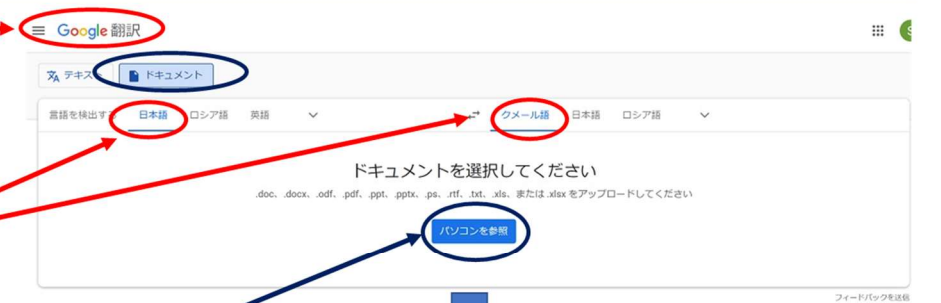 Google 翻訳
テキスト ドキュメント
言語を検出する 日本語 ロシア語 英語 クメール語 日本語 ロシア語
ドキュメントを選択してください
.doc、.docx、.odf、.pdf、.ppt、.pptx、.ps、.rtf、.txt、.xls、または .xlsx をアップロードしてください
パソコンを参照
フィードバックを送信